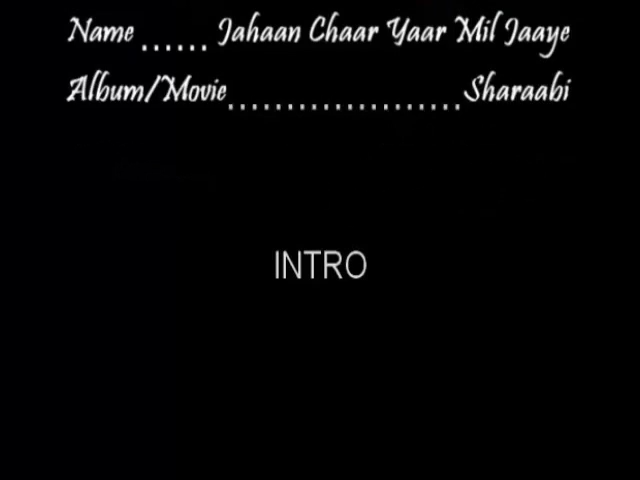 Name ...... Jahaan Chaar Yaar Mil Jaaye
Album/Movie.................... Sharaabi
INTRO